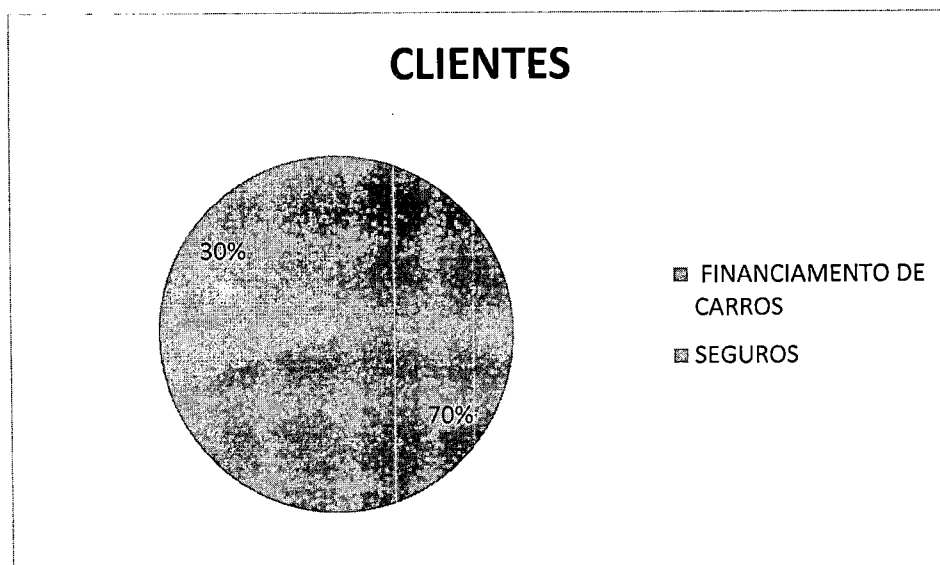 CLIENTES
30%
70%
FINANCIAMENTO DE
CARROS
SEGUROS